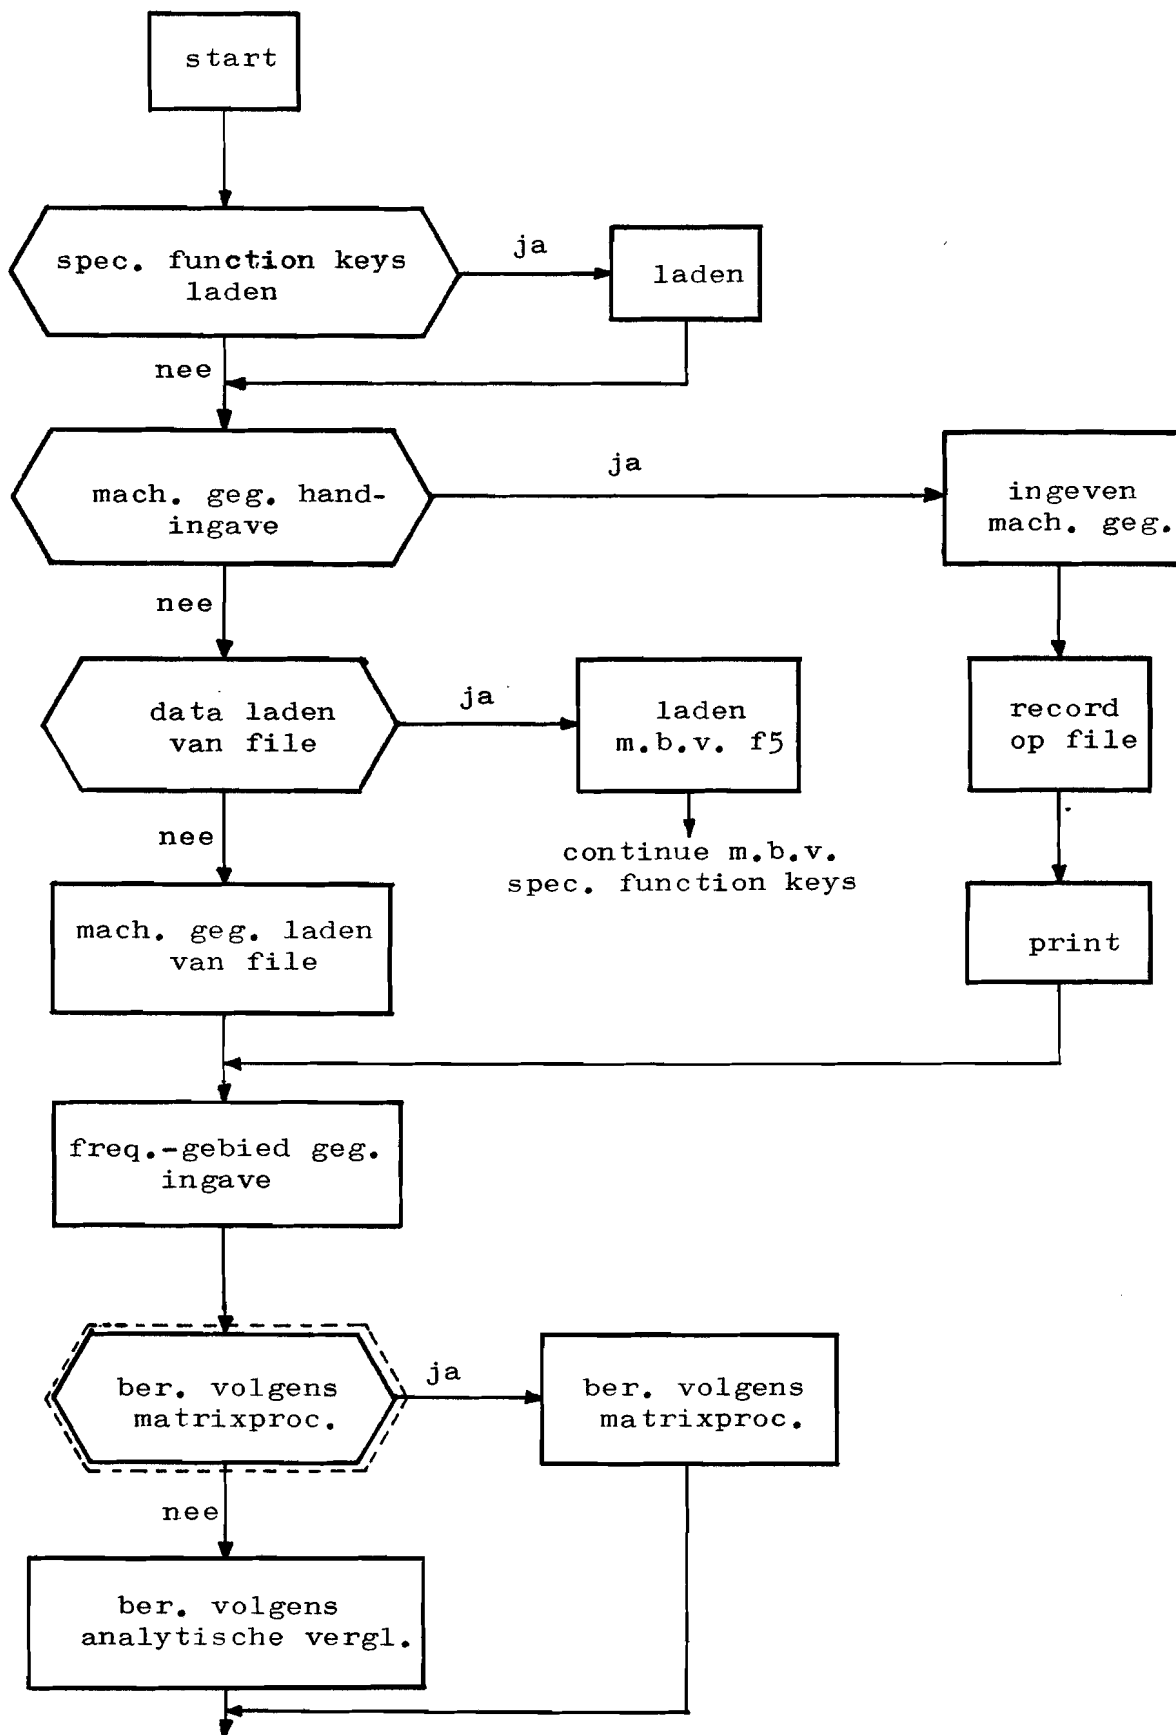 start
spec. function keys
laden
ja
laden
nee
mach. geg. hand-
ingave
ja
ingeven
mach. geg.
nee
data laden
van file
ja
laden
m.b.v. f5
record
op file
nee
continue m.b.v.
spec. function keys
mach. geg. laden
van file
print
freq.-gebied geg.
ingave
ber. volgens
matrixproc.
ja
ber. volgens
matrixproc.
nee
ber. volgens
analytische vergl.